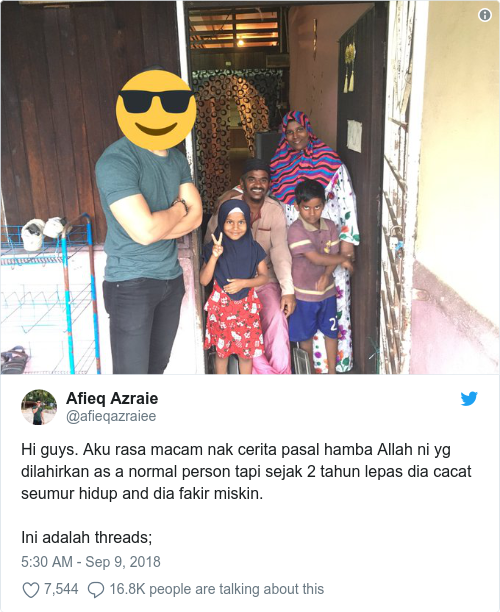 2
Afieq Azraie
@afieqazraiee
Hi guys. Aku rasa macam nak cerita pasal hamba Allah ni yg
dilahirkan as a normal person tapi sejak 2 tahun lepas dia cacat
seumur hidup and dia fakir miskin.
Ini adalah threads;
5:30 AM - Sep 9, 2018
7,544 16.8K people are talking about this